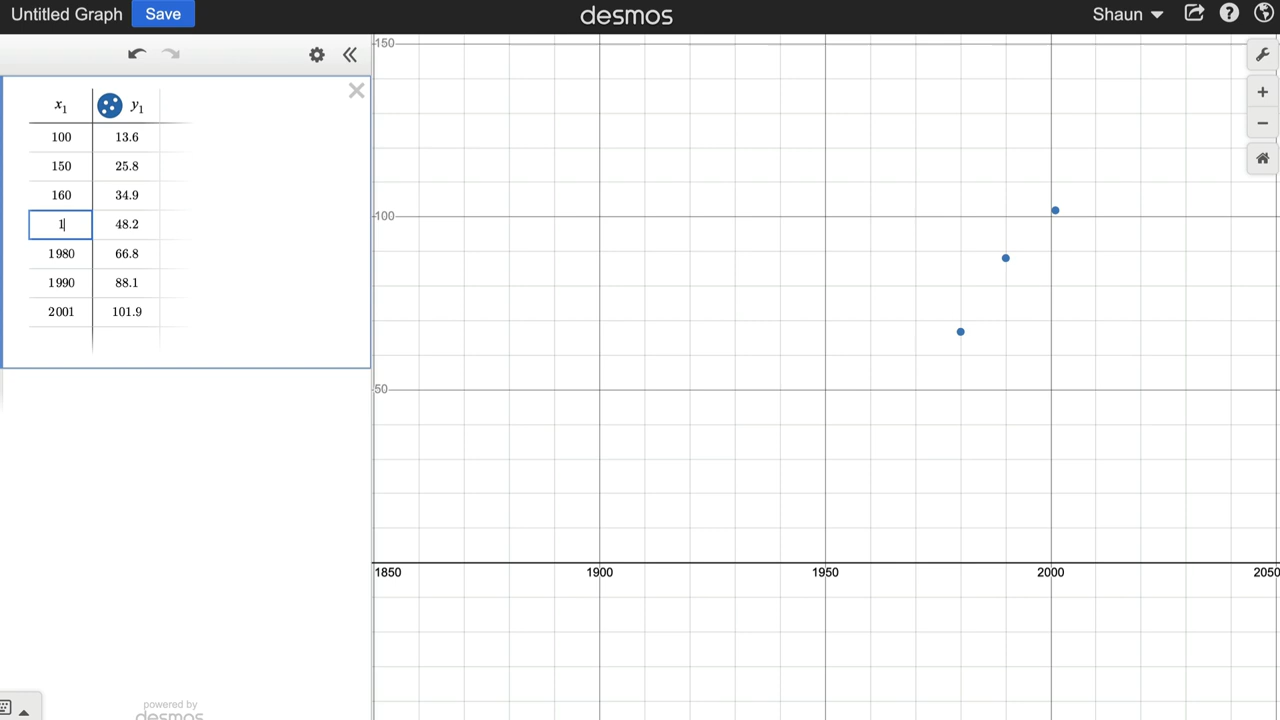 Untitled Graph Save desmos Shaun
x1 y1
100 13.6
150 25.8
160 34.9
1 48.2
1980 66.8
1990 88.1
2001 101.9
150
100
50
1850 1900 1950 2000 2050
powered by
desmos